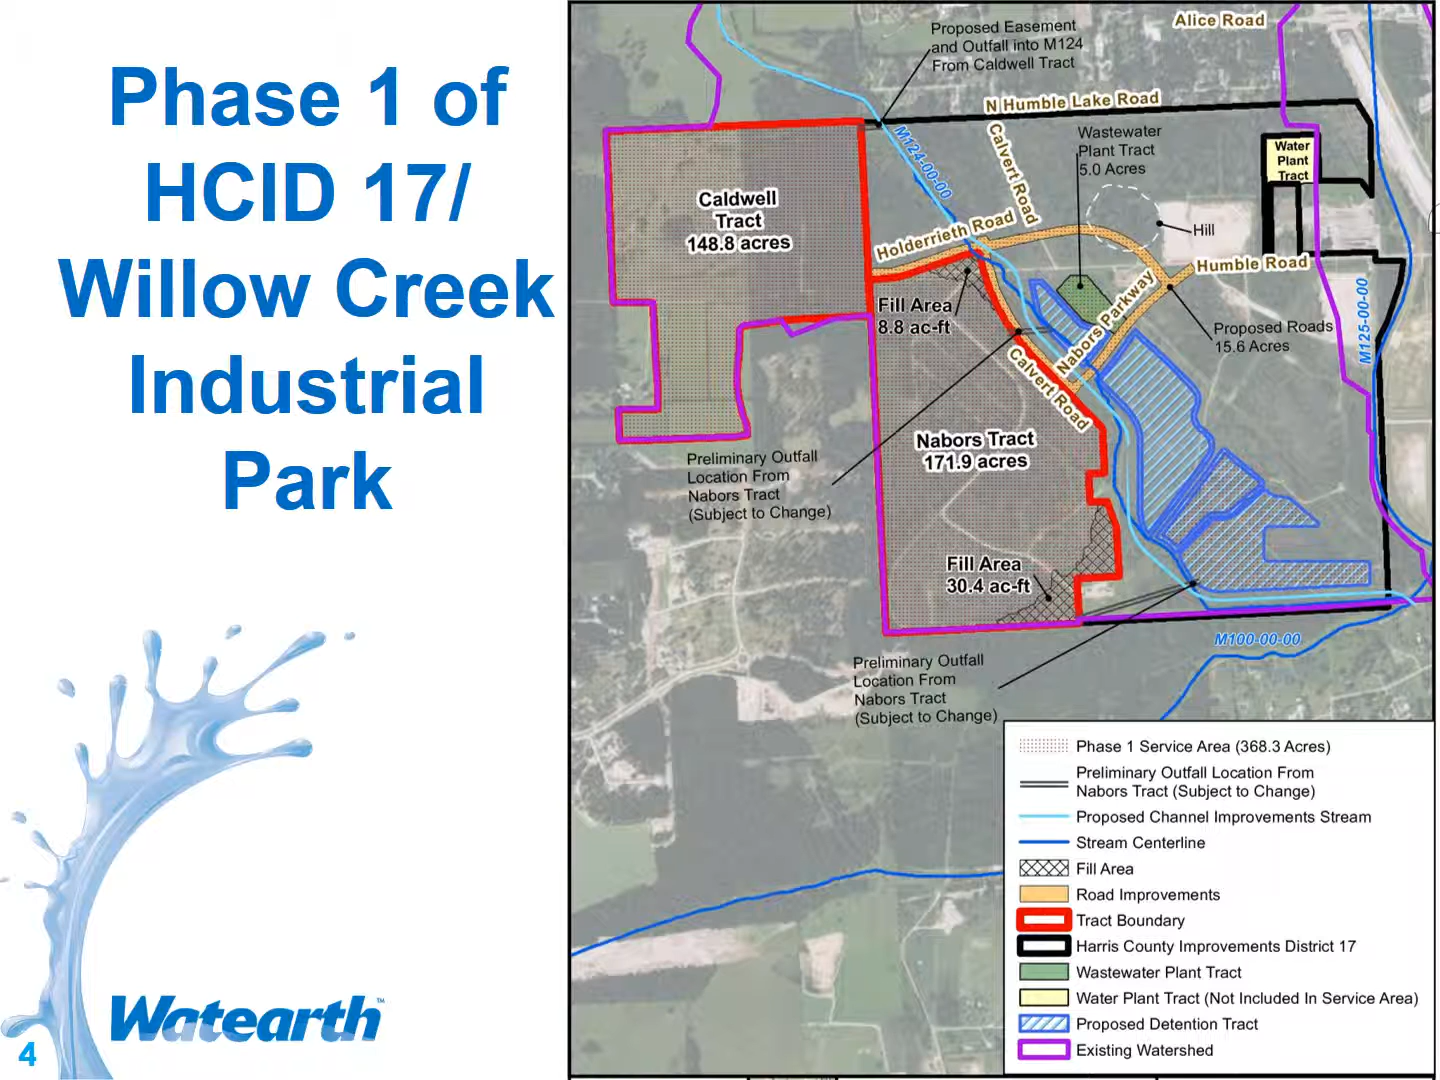 Phase 1 of
HCID 17/
Willow Creek
Industrial
Park
Watearth™
4
Alice Road
Proposed Easement
and Outfall into M124
From Caldwell Tract
N Humble Lake Road
Calvert Road
M124-00-00
Wastewater
Plant Tract
5.0 Acres
Water
Plant
Tract
Caldwell
Tract
148.8 acres
Holderrieth Road
Hill
Humble Road
Fill Area
8.8 ac-ft
Nabors Parkway
Proposed Roads
15.6 Acres
M125-00-00
Calvert Road
Nabors Tract
171.9 acres
Preliminary Outfall
Location From
Nabors Tract
(Subject to Change)
Fill Area
30.4 ac-ft
M100-00-00
Preliminary Outfall
Location From
Nabors Tract
(Subject to Change)
Phase 1 Service Area (368.3 Acres)
Preliminary Outfall Location From
Nabors Tract (Subject to Change)
Proposed Channel Improvements Stream
Stream Centerline
Fill Area
Road Improvements
Tract Boundary
Harris County Improvements District 17
Wastewater Plant Tract
Water Plant Tract (Not Included In Service Area)
Proposed Detention Tract
Existing Watershed